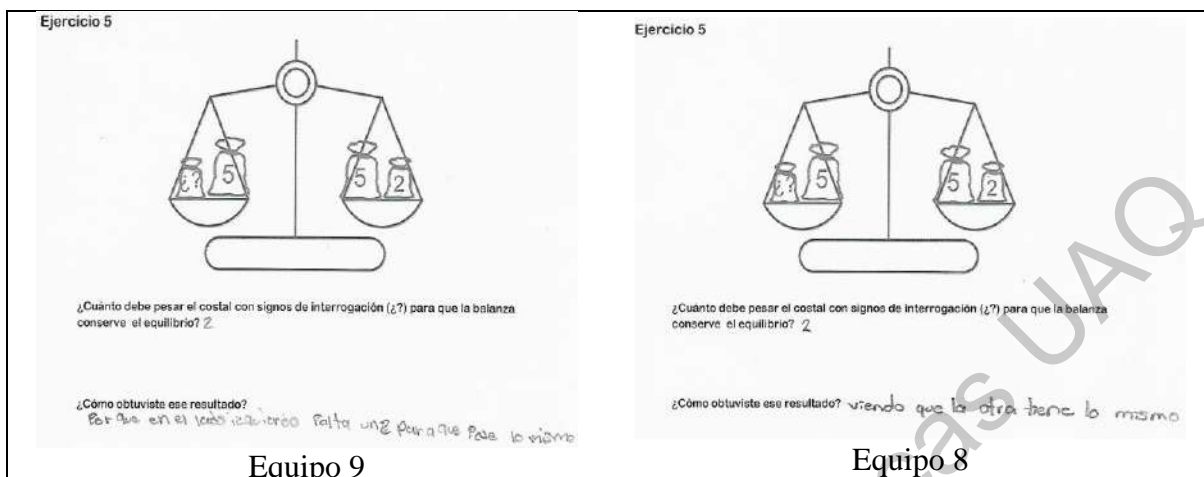 Ejercicio 5
¿? 5 5 2
¿Cuánto debe pesar el costal con signos de interrogación (¿?) para que la balanza
conserve el equilibrio? 2
¿Cómo obtuviste ese resultado?
Por que en el lado izquierdo falta un 2 para que Pese lo mismo
Equipo 9
Ejercicio 5
¿? 5 5 2
¿Cuánto debe pesar el costal con signos de interrogación (¿?) para que la balanza
conserve el equilibrio? 2
¿Cómo obtuviste ese resultado? viendo que la otra tiene lo mismo
Equipo 8
as UAQ